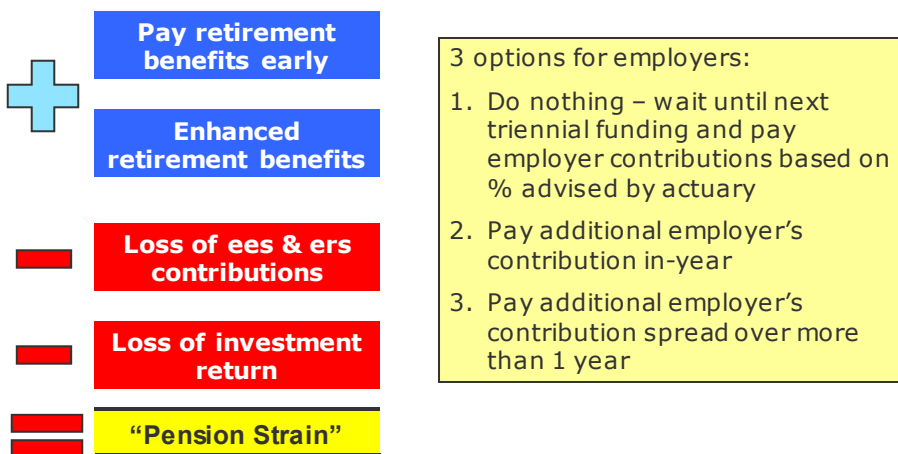 Pay retirement
benefits early
Enhanced
retirement benefits
Loss of ees & ers
contributions
Loss of investment
return
“Pension Strain”
3 options for employers:
1. Do nothing – wait until next
triennial funding and pay
employer contributions based on
% advised by actuary
2. Pay additional employer’s
contribution in-year
3. Pay additional employer’s
contribution spread over more
than 1 year